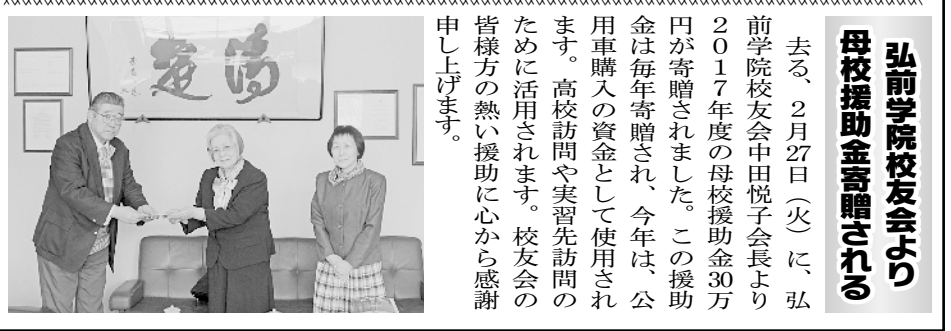 弘前学院校友会より
母校援助金寄贈される
去る、２月27日（火）に、弘
前学院校友会中田悦子会長より
２０１７年度の母校援助金30万
円が寄贈されました。この援助
金は毎年寄贈され、今年は、公
用車購入の資金として使用され
ます。高校訪問や実習先訪問の
ために活用されます。校友会の
皆様方の熱い援助に心から感謝
申し上げます。